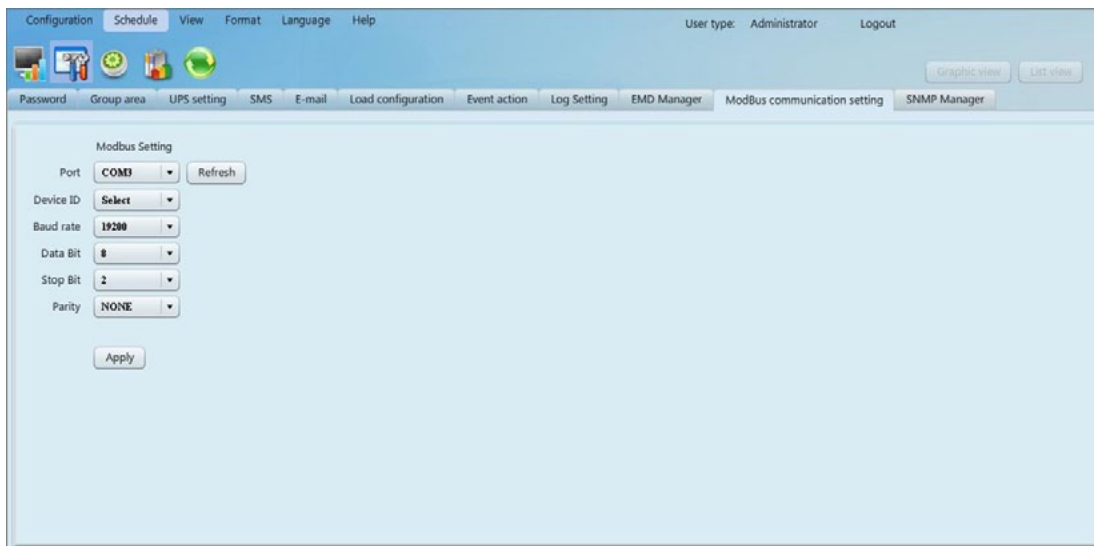 Configuration Schedule View Format Language Help User type: Administrator Logout
Graphic view List view
Password Group area UPS setting SMS E-mail Load configuration Event action Log Setting EMD Manager ModBus communication setting SNMP Manager
Modbus Setting
Port COM3 Refresh
Device ID Select
Baud rate 19200
Data Bit 8
Stop Bit 2
Parity NONE
Apply